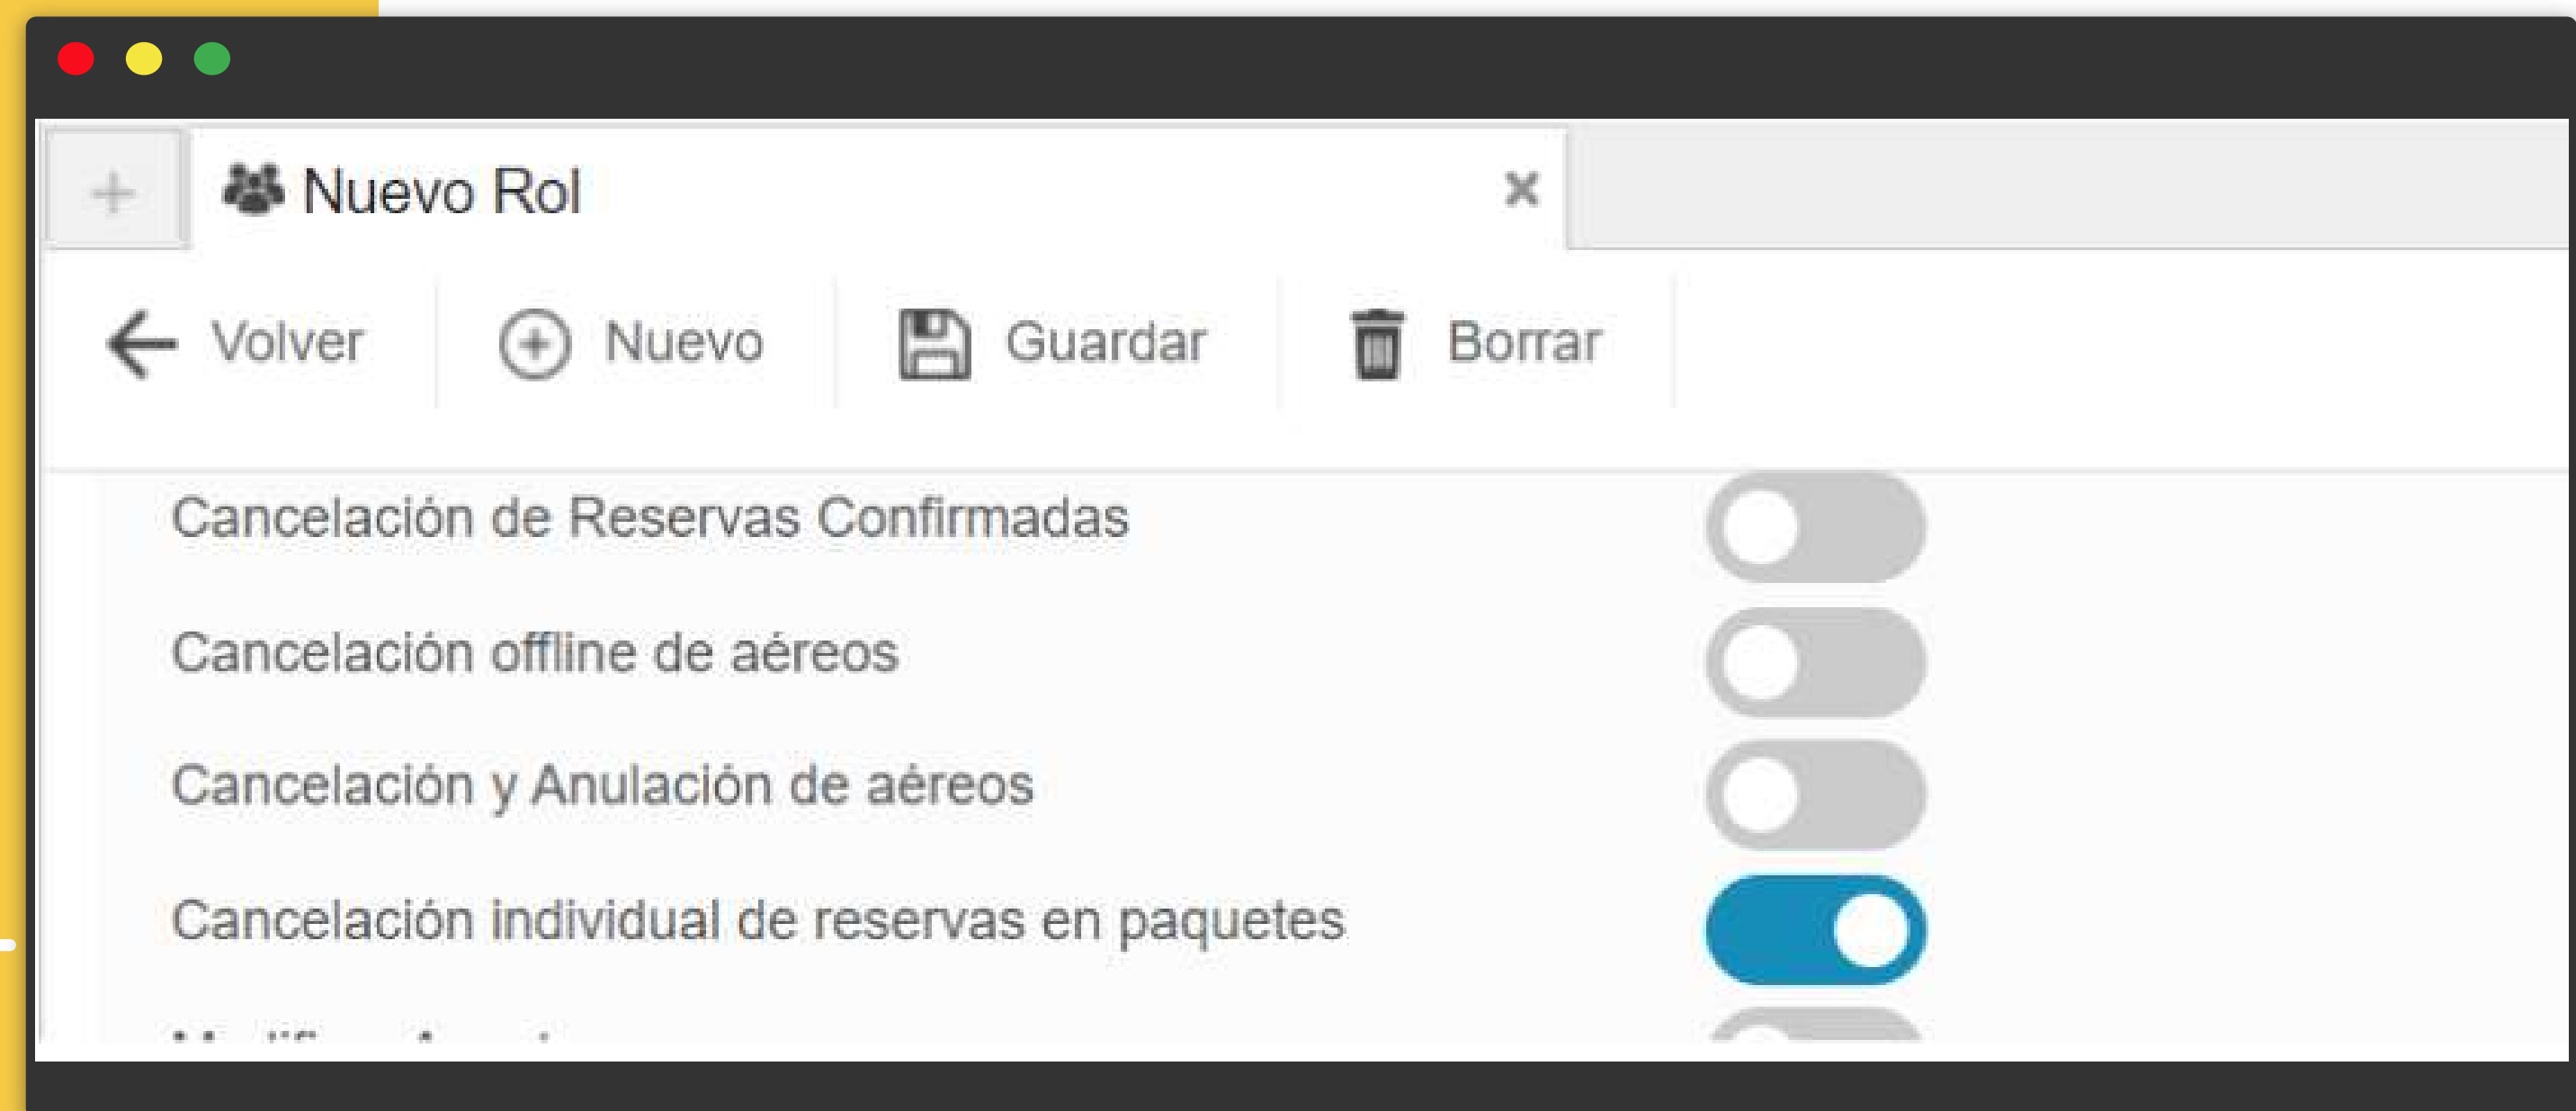 Nuevo Rol
Volver
Nuevo
Guardar
Borrar
Cancelación de Reservas Confirmadas
Cancelación offline de aéreos
Cancelación y Anulación de aéreos
Cancelación individual de reservas en paquetes